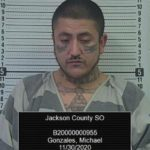 Jackson County SO
B20000000955
Gonzales, Michael
11/30/2020